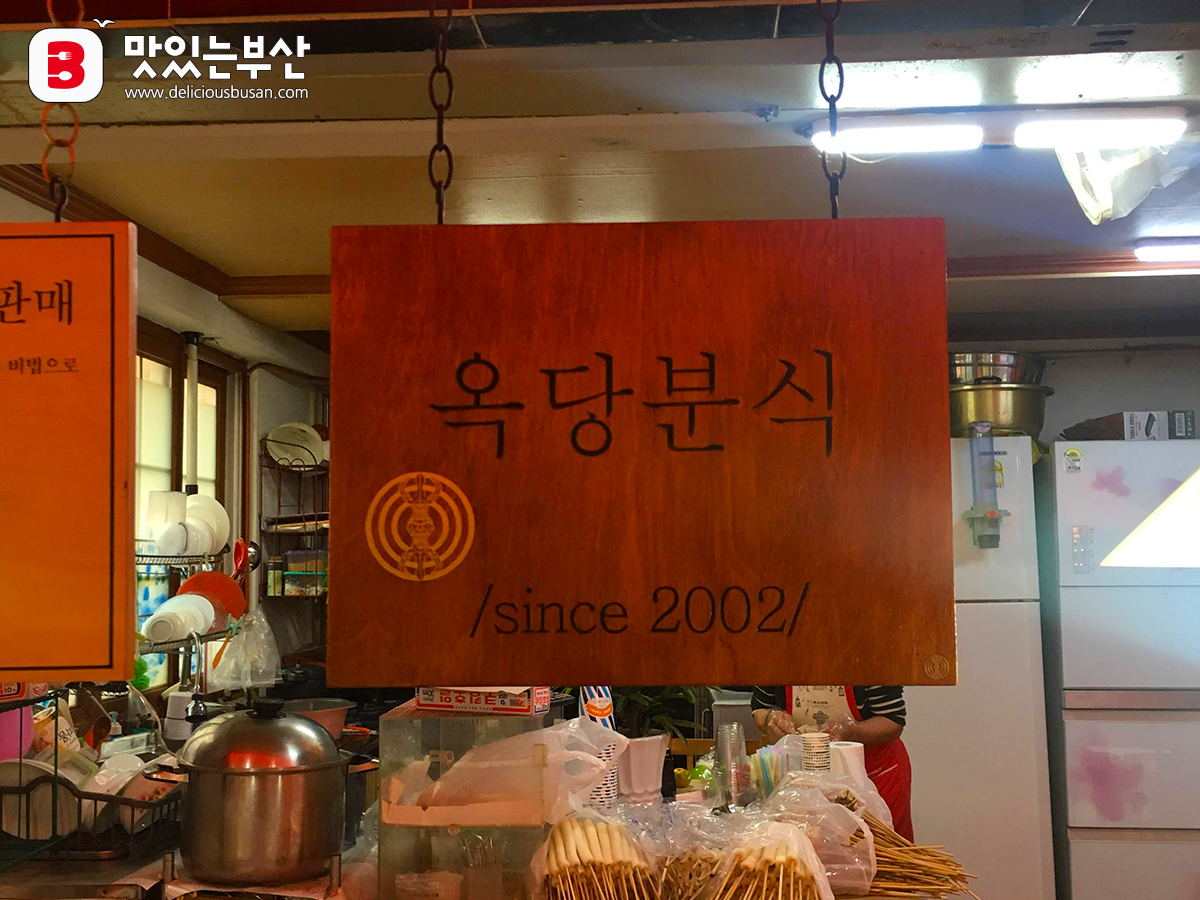 맛있는부산
www.deliciousbusan.com
판매
비법으로
옥당분식
/since 2002/